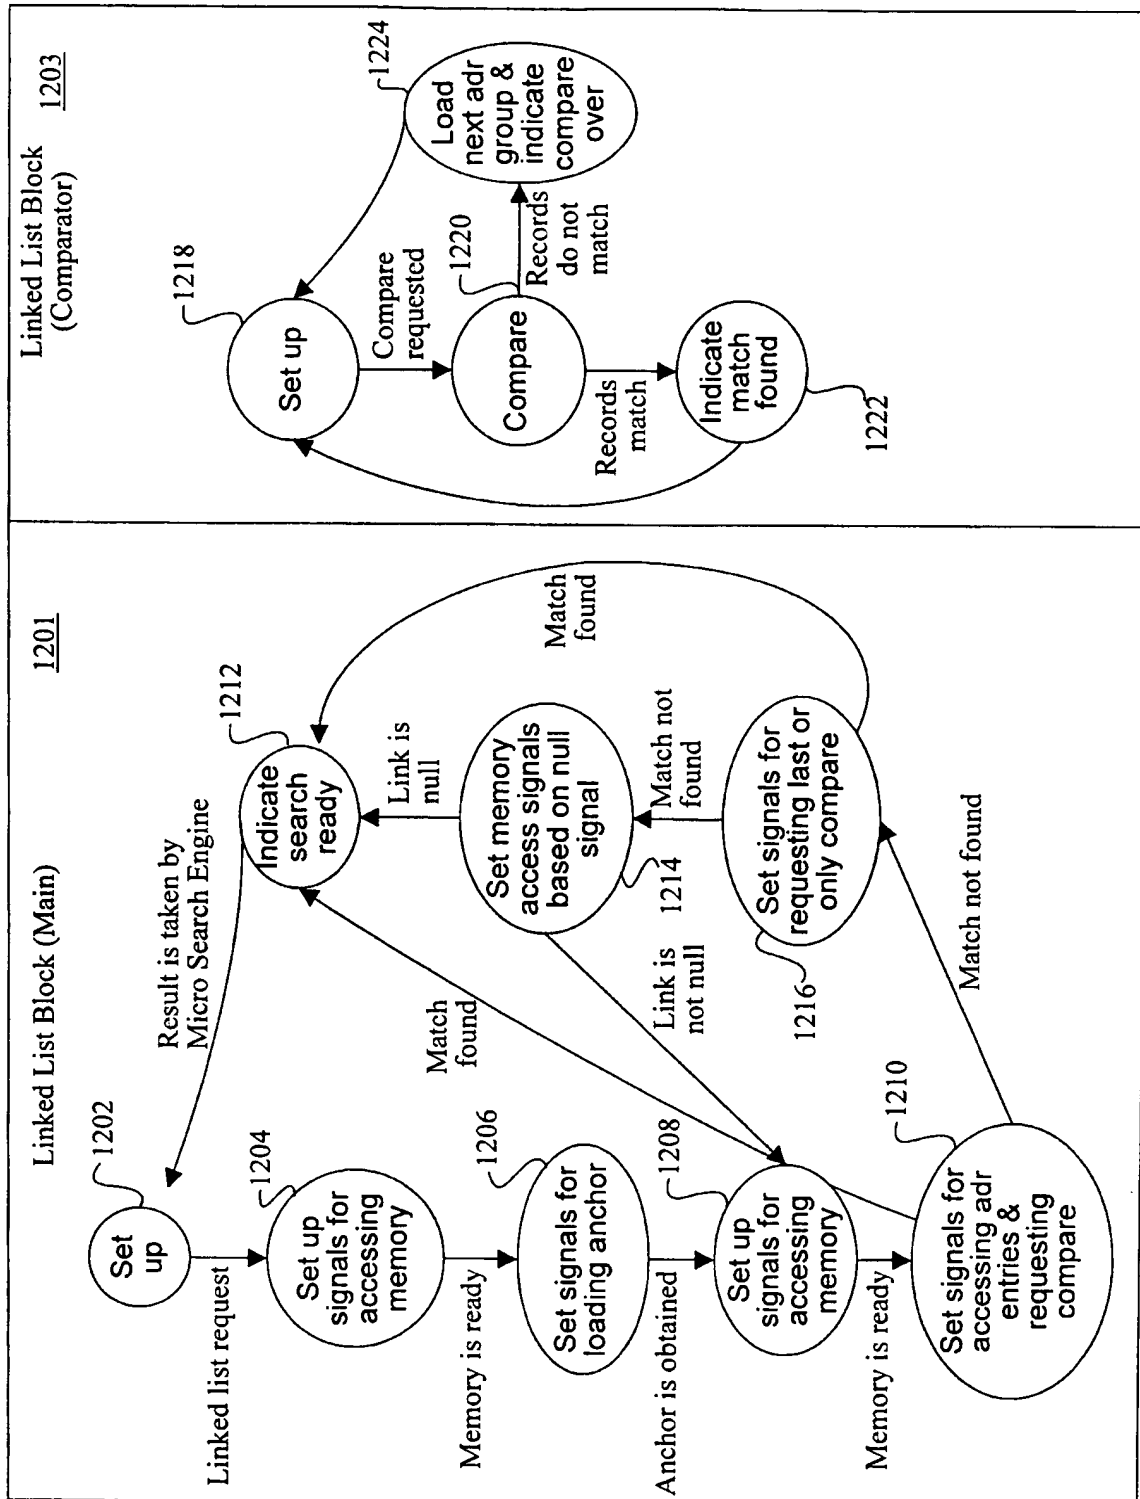 Linked List Block (Main)
1201
Set
up
1202
Linked list request
Set up
signals for
accessing
memory
1204
Memory is ready
Set signals for
loading anchor
1206
Anchor is obtained
Set up
signals for
accessing
memory
1208
Memory is ready
Set signals for
accessing adr
entries &
requesting
compare
1210
Result is taken by
Micro Search Engine
Match
found
Link is
not null
Match not found
Indicate
search
ready
1212
Link is
null
Set memory
access signals
based on null
signal
1214
Match not
found
Set signals for
requesting last or
only compare
1216
Match
found
Linked List Block
(Comparator)
1203
Set up
1218
Compare
requested
Compare
1220
Records
match
Indicate
match
found
1222
Records
do not
match
Load
next adr
group &
indicate
compare
over
1224